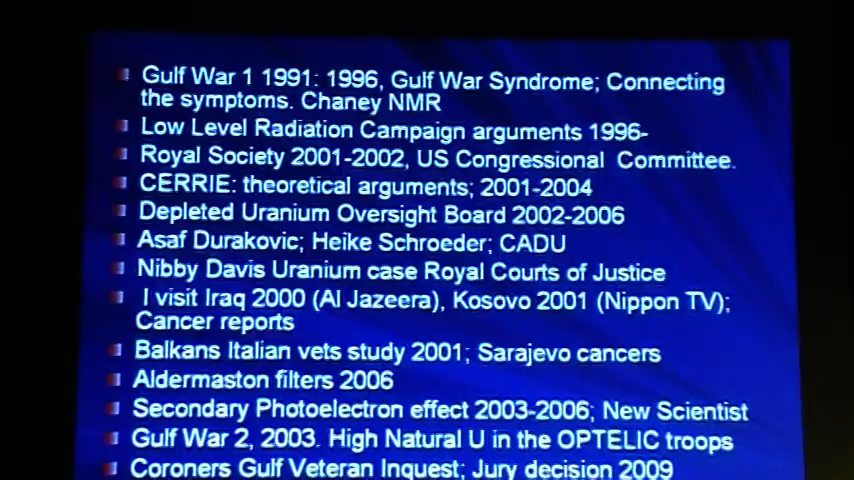 Gulf War 1 1991: 1996, Gulf War Syndrome; Connecting
the symptoms. Chaney NMR
Low Level Radiation Campaign arguments 1996-
Royal Society 2001-2002, US Congressional Committee.
CERRIE: theoretical arguments; 2001-2004
Depleted Uranium Oversight Board 2002-2006
Asaf Durakovic; Heike Schroeder; CADU
Nibby Davis Uranium case Royal Courts of Justice
I visit Iraq 2000 (Al Jazeera), Kosovo 2001 (Nippon TV);
Cancer reports
Balkans Italian vets study 2001; Sarajevo cancers
Aldermaston filters 2006
Secondary Photoelectron effect 2003-2006; New Scientist
Gulf War 2, 2003. High Natural U in the OPTELIC troops
Coroners Gulf Veteran Inquest; Jury decision 2009